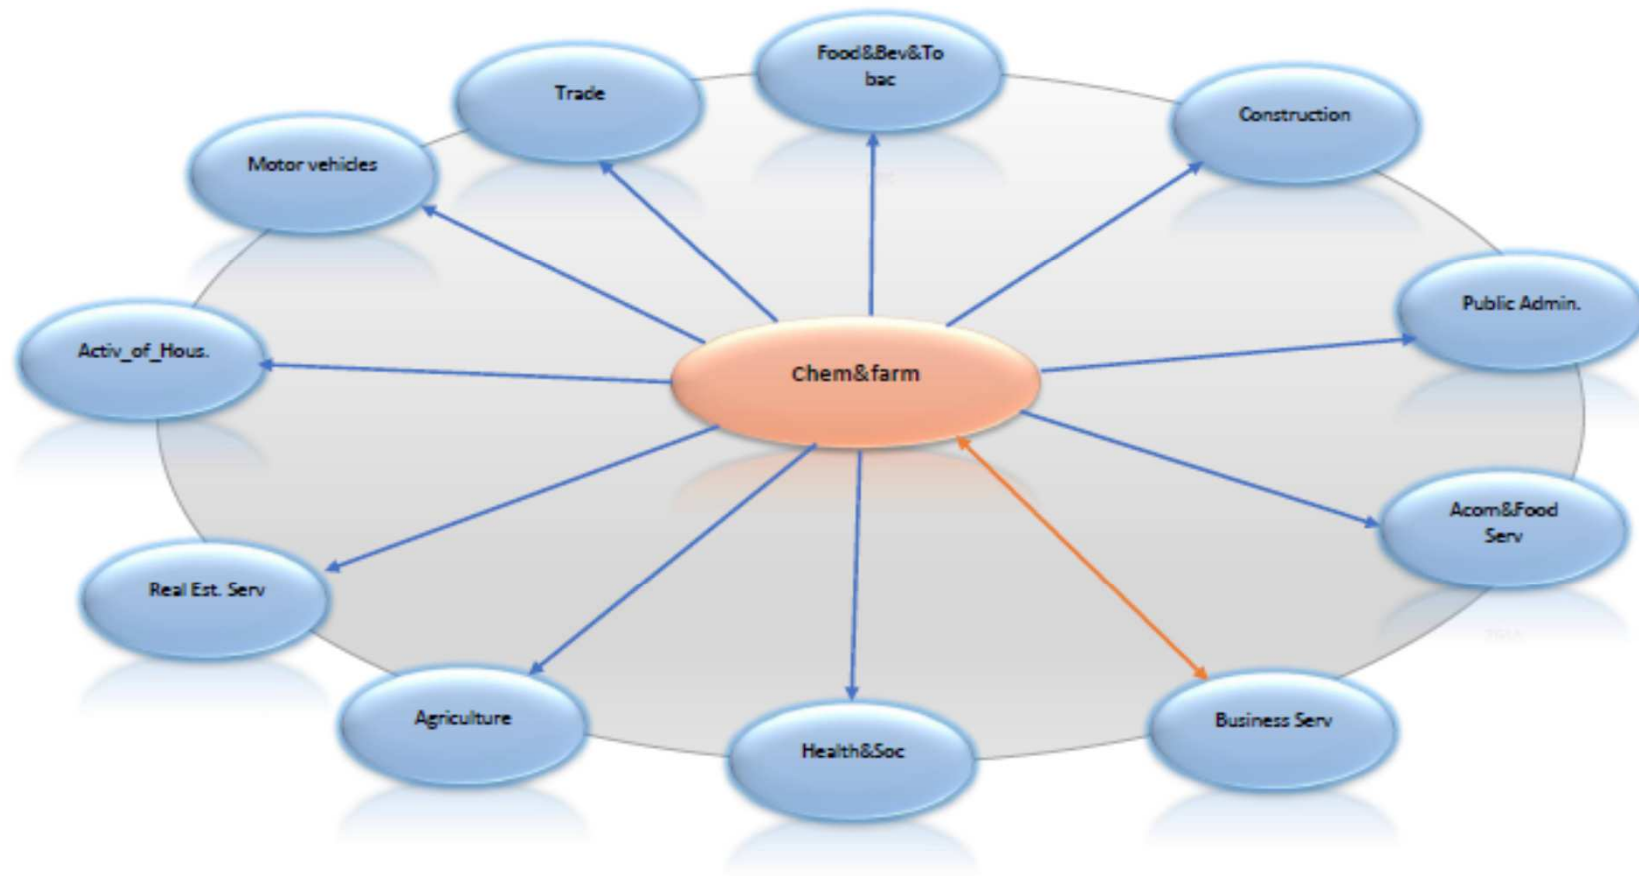 Food&Bev&To
bac
Trade
Construction
Motor vehicles
Public Admin.
Activ_of_Hous.
Chem&farm
Acom&Food
Serv
Real Est. Serv
Agriculture
Business Serv
Health&Soc